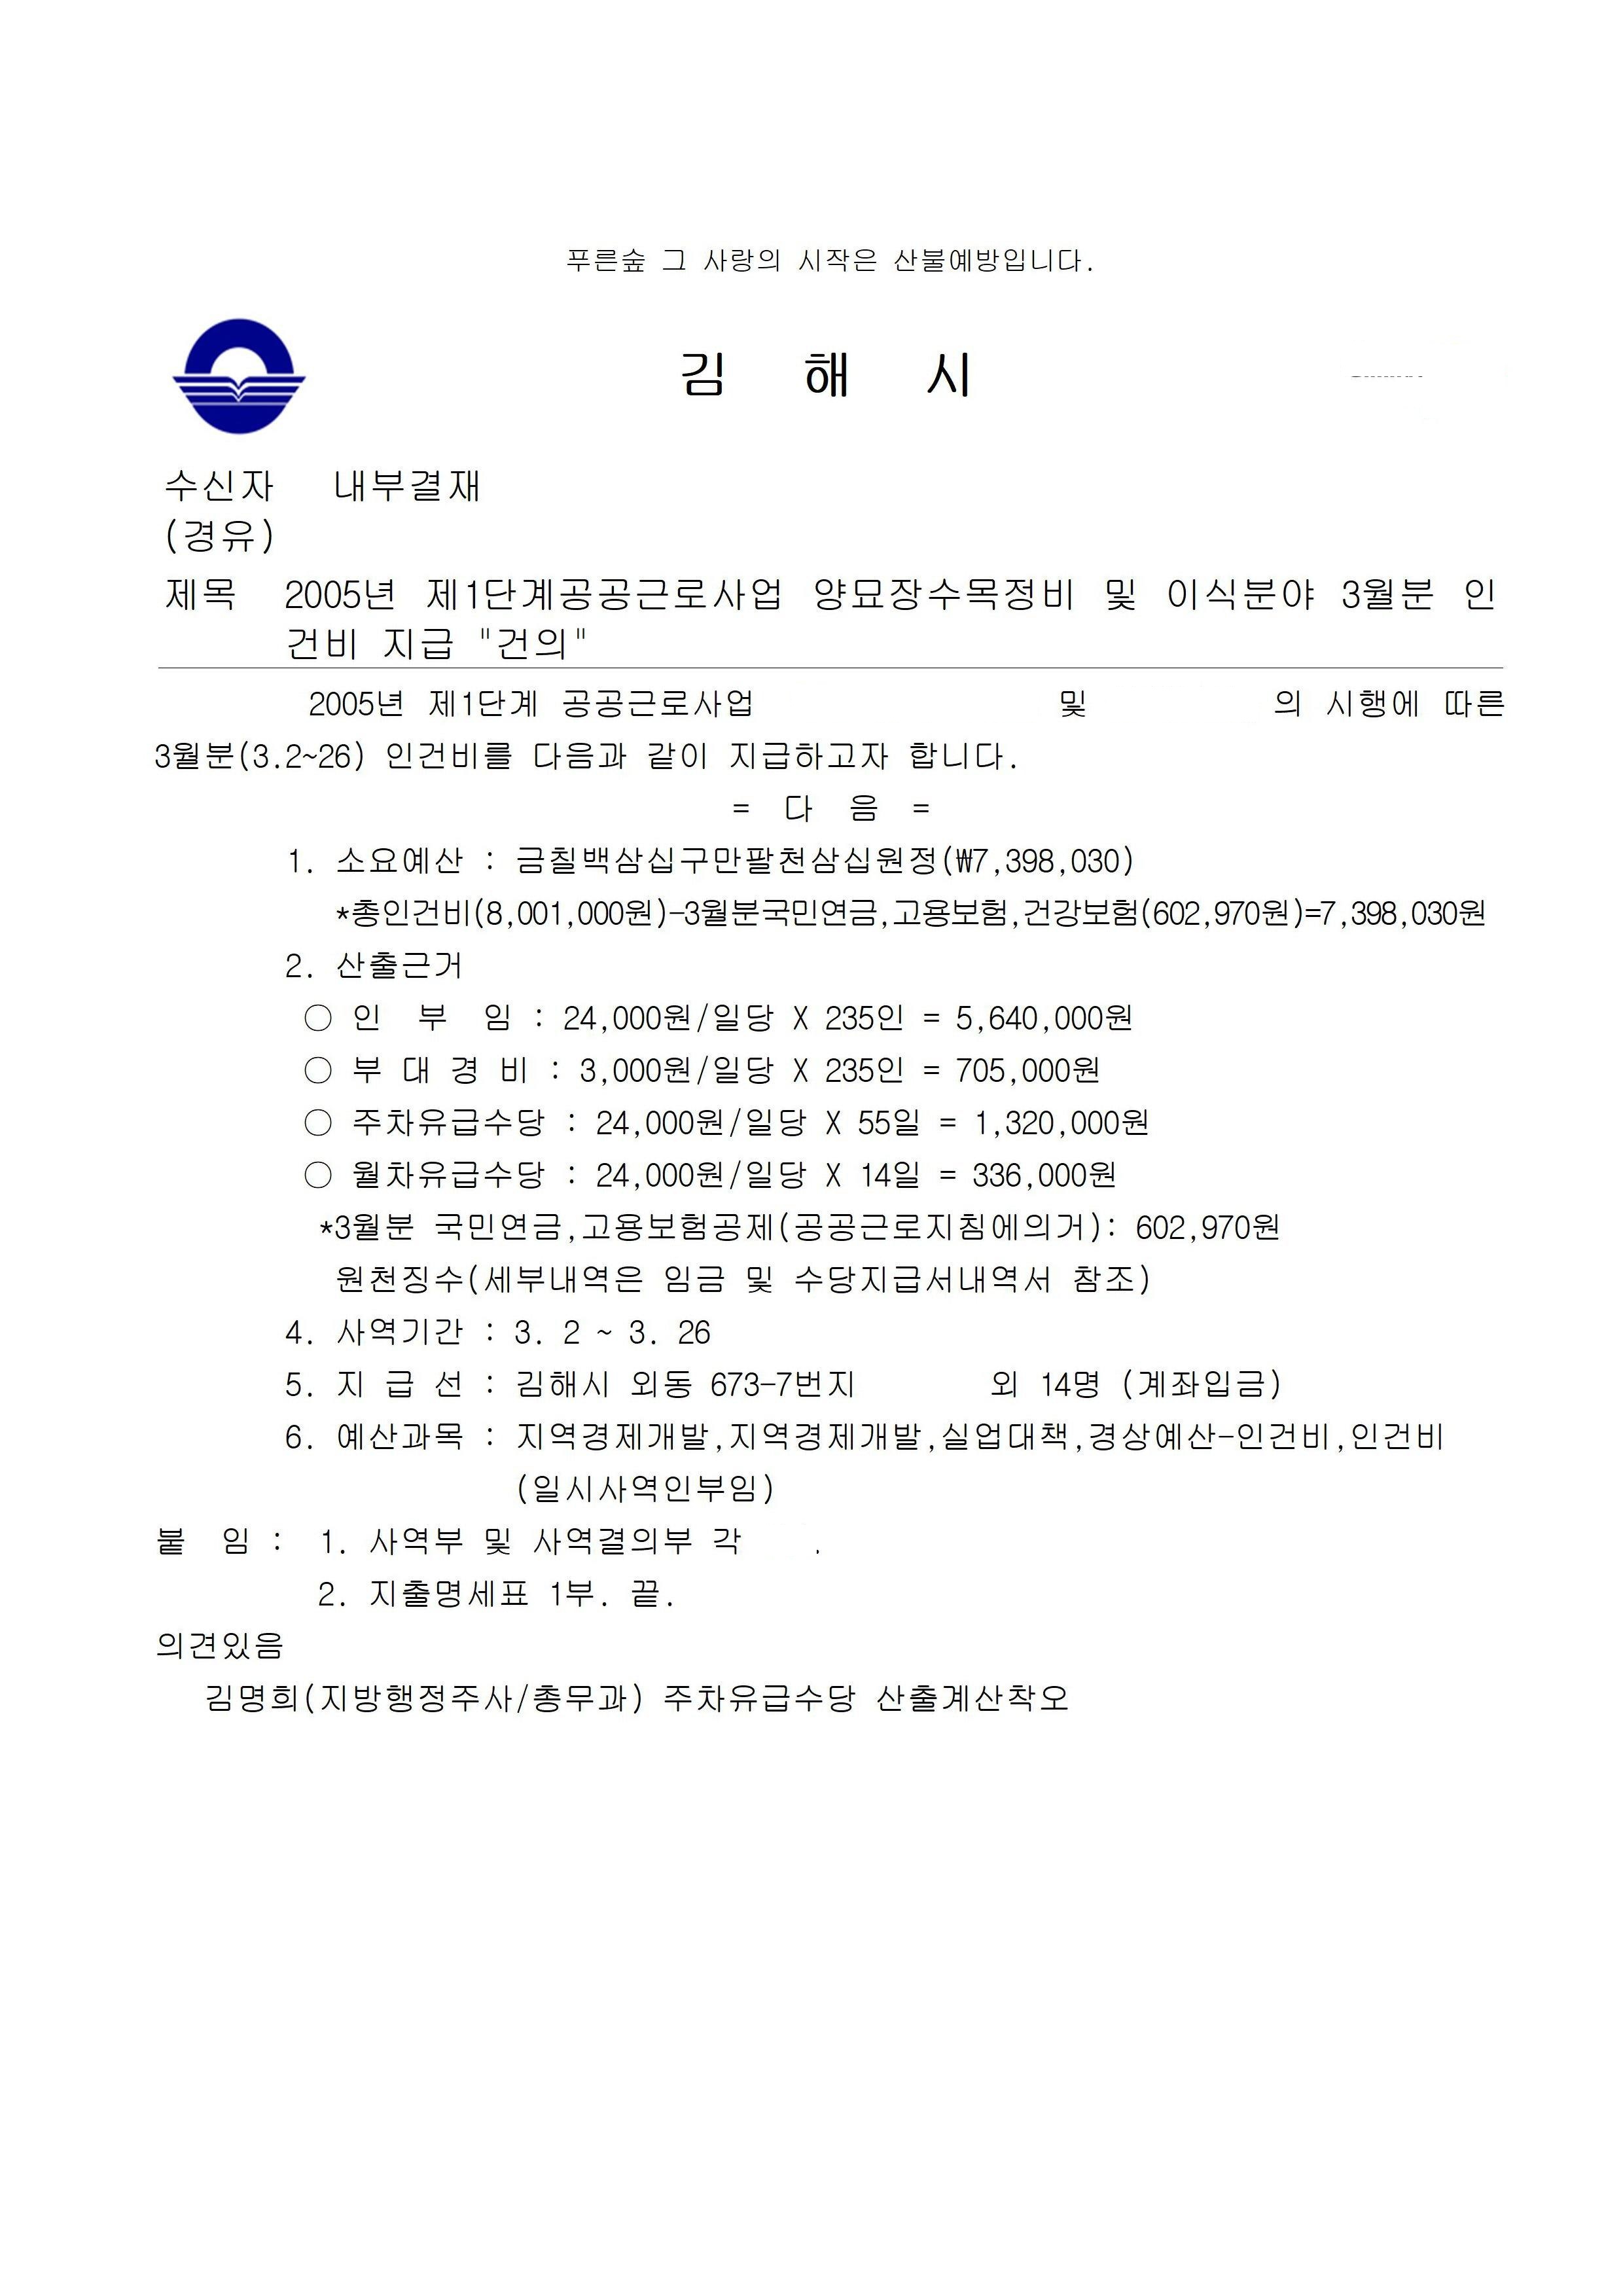 푸른숲 그 사랑의 시작은 산불예방입니다.
김 해 시
수신자 내부결재
(경유)
제목 2005년 제1단계공공근로사업 양묘장수목정비 및 이식분야 3월분 인
건비 지급 "건의"
2005년 제1단계 공공근로사업 및 의 시행에 따른
3월분(3.2~26) 인건비를 다음과 같이 지급하고자 합니다.
= 다 음 =
1. 소요예산 : 금칠백삼십구만팔천삼십원정(₩7,398,030)
*총인건비(8,001,000원)-3월분국민연금,고용보험,건강보험(602,970원)=7,398,030원
2. 산출근거
○ 인 부 임 : 24,000원/일당 X 235인 = 5,640,000원
○ 부 대 경 비 : 3,000원/일당 X 235인 = 705,000원
○ 주차유급수당 : 24,000원/일당 X 55일 = 1,320,000원
○ 월차유급수당 : 24,000원/일당 X 14일 = 336,000원
*3월분 국민연금,고용보험공제(공공근로지침에의거): 602,970원
원천징수(세부내역은 임금 및 수당지급서내역서 참조)
4. 사역기간 : 3. 2 ~ 3. 26
5. 지 급 선 : 김해시 외동 673-7번지 외 14명 (계좌입금)
6. 예산과목 : 지역경제개발,지역경제개발,실업대책,경상예산-인건비,인건비
(일시사역인부임)
붙 임 : 1. 사역부 및 사역결의부 각 .
2. 지출명세표 1부. 끝.
의견있음
김명희(지방행정주사/총무과) 주차유급수당 산출계산착오